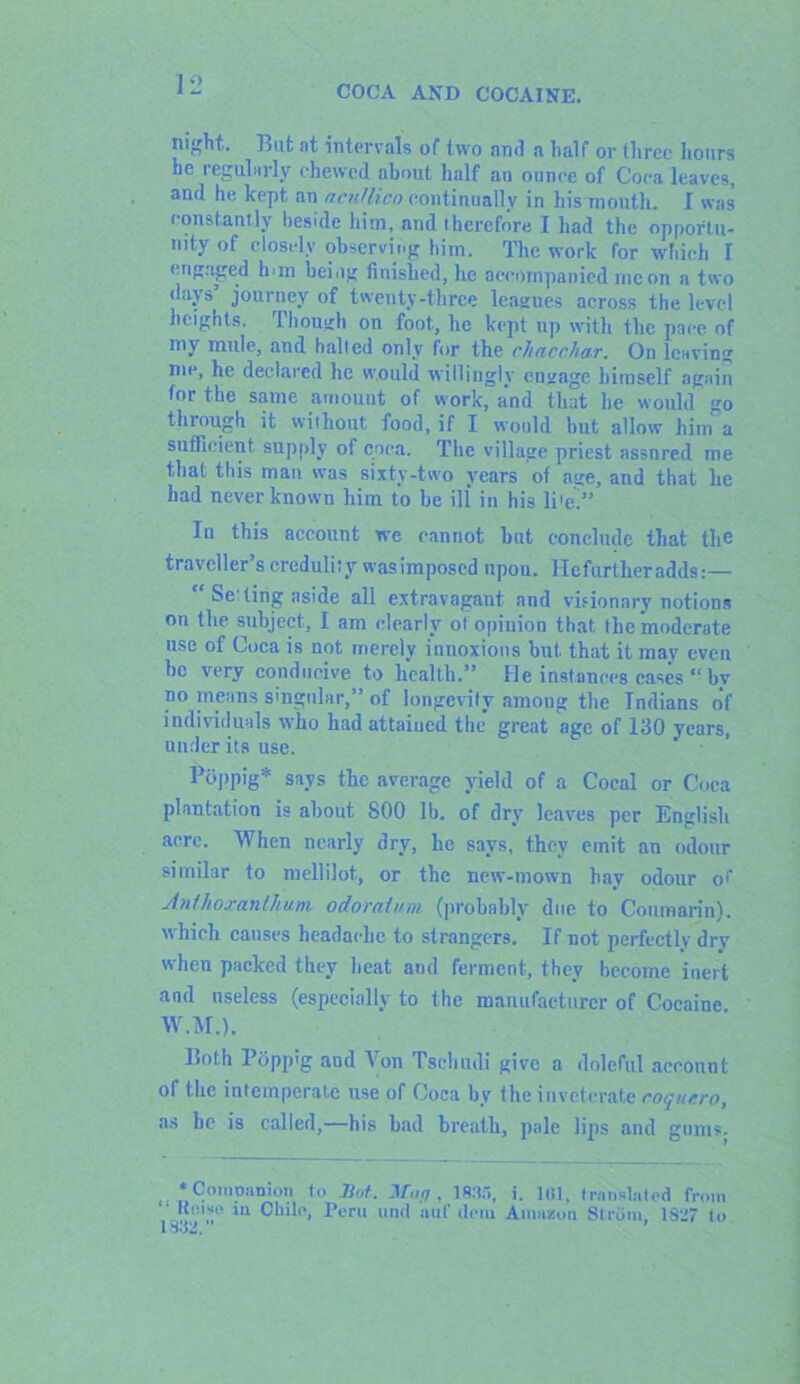 12
COCA AND COCAINE.
night. But at intervals of two and a half or three hours
he regularly chewed about half an ounce of Coca leaves,
and he kept an acullico continually in his mouth. I was
constantly beside him, and therefore I had the opportu-
nity of closely observing him. The work for which I
engaged him being finished, he accompanied me on a two
days' journey of twenty-three leagues across the level
heights. Though on foot, he kept up with the pace of
my mule, and halted only for the chacchar. On leaving
me, he declared he would willingly engage himself again
for the same amount of work, and that he would go
through it without food, if I would but allow him a
sufficient supply of coca. The village priest assured me
that this man was sixty-two years of age, and that he
had never known him to be ill in his li'e.”
In this account we cannot but conclude that the
traveller's credulity was imposed upon. He further adds:—
“ Setting aside all extravagant and visionary notions
on the subject, I am clearly of opinion that the moderate
use of Coca is not merely innoxious but that it may even
be very conducive to health.” He instances cases “ by
no means singular,” of longevity among the Indians of
individuals who had attained the great age of 130 years,
under its use.
Pöppig* says the average yield of a Cocal or Coca
plantation is about 800 lb. of dry leaves per English
acre. When nearly dry, he says, they emit an odour
similar to mellilot, or the new-mown hay odour of
Anthoxanthum odoratum (probably due to Coumarin).
which causes headache to strangers. If not perfectly dry
when packed they heat and ferment, they become inert
and useless (especially to the manufacturer of Cocaine.
W.M.).
Both Pöppig and Von Tschudi give a doleful account
of the intemperate use of Coca by the inveterate coquero,
as he is called,—his bad breath, pale lips and gums,
* Companion to Bot. Mag , 1835, i. 161, translated from
“ Reise in Chile, Peru und auf dem Amazon Ström, 1827 to
1832.”